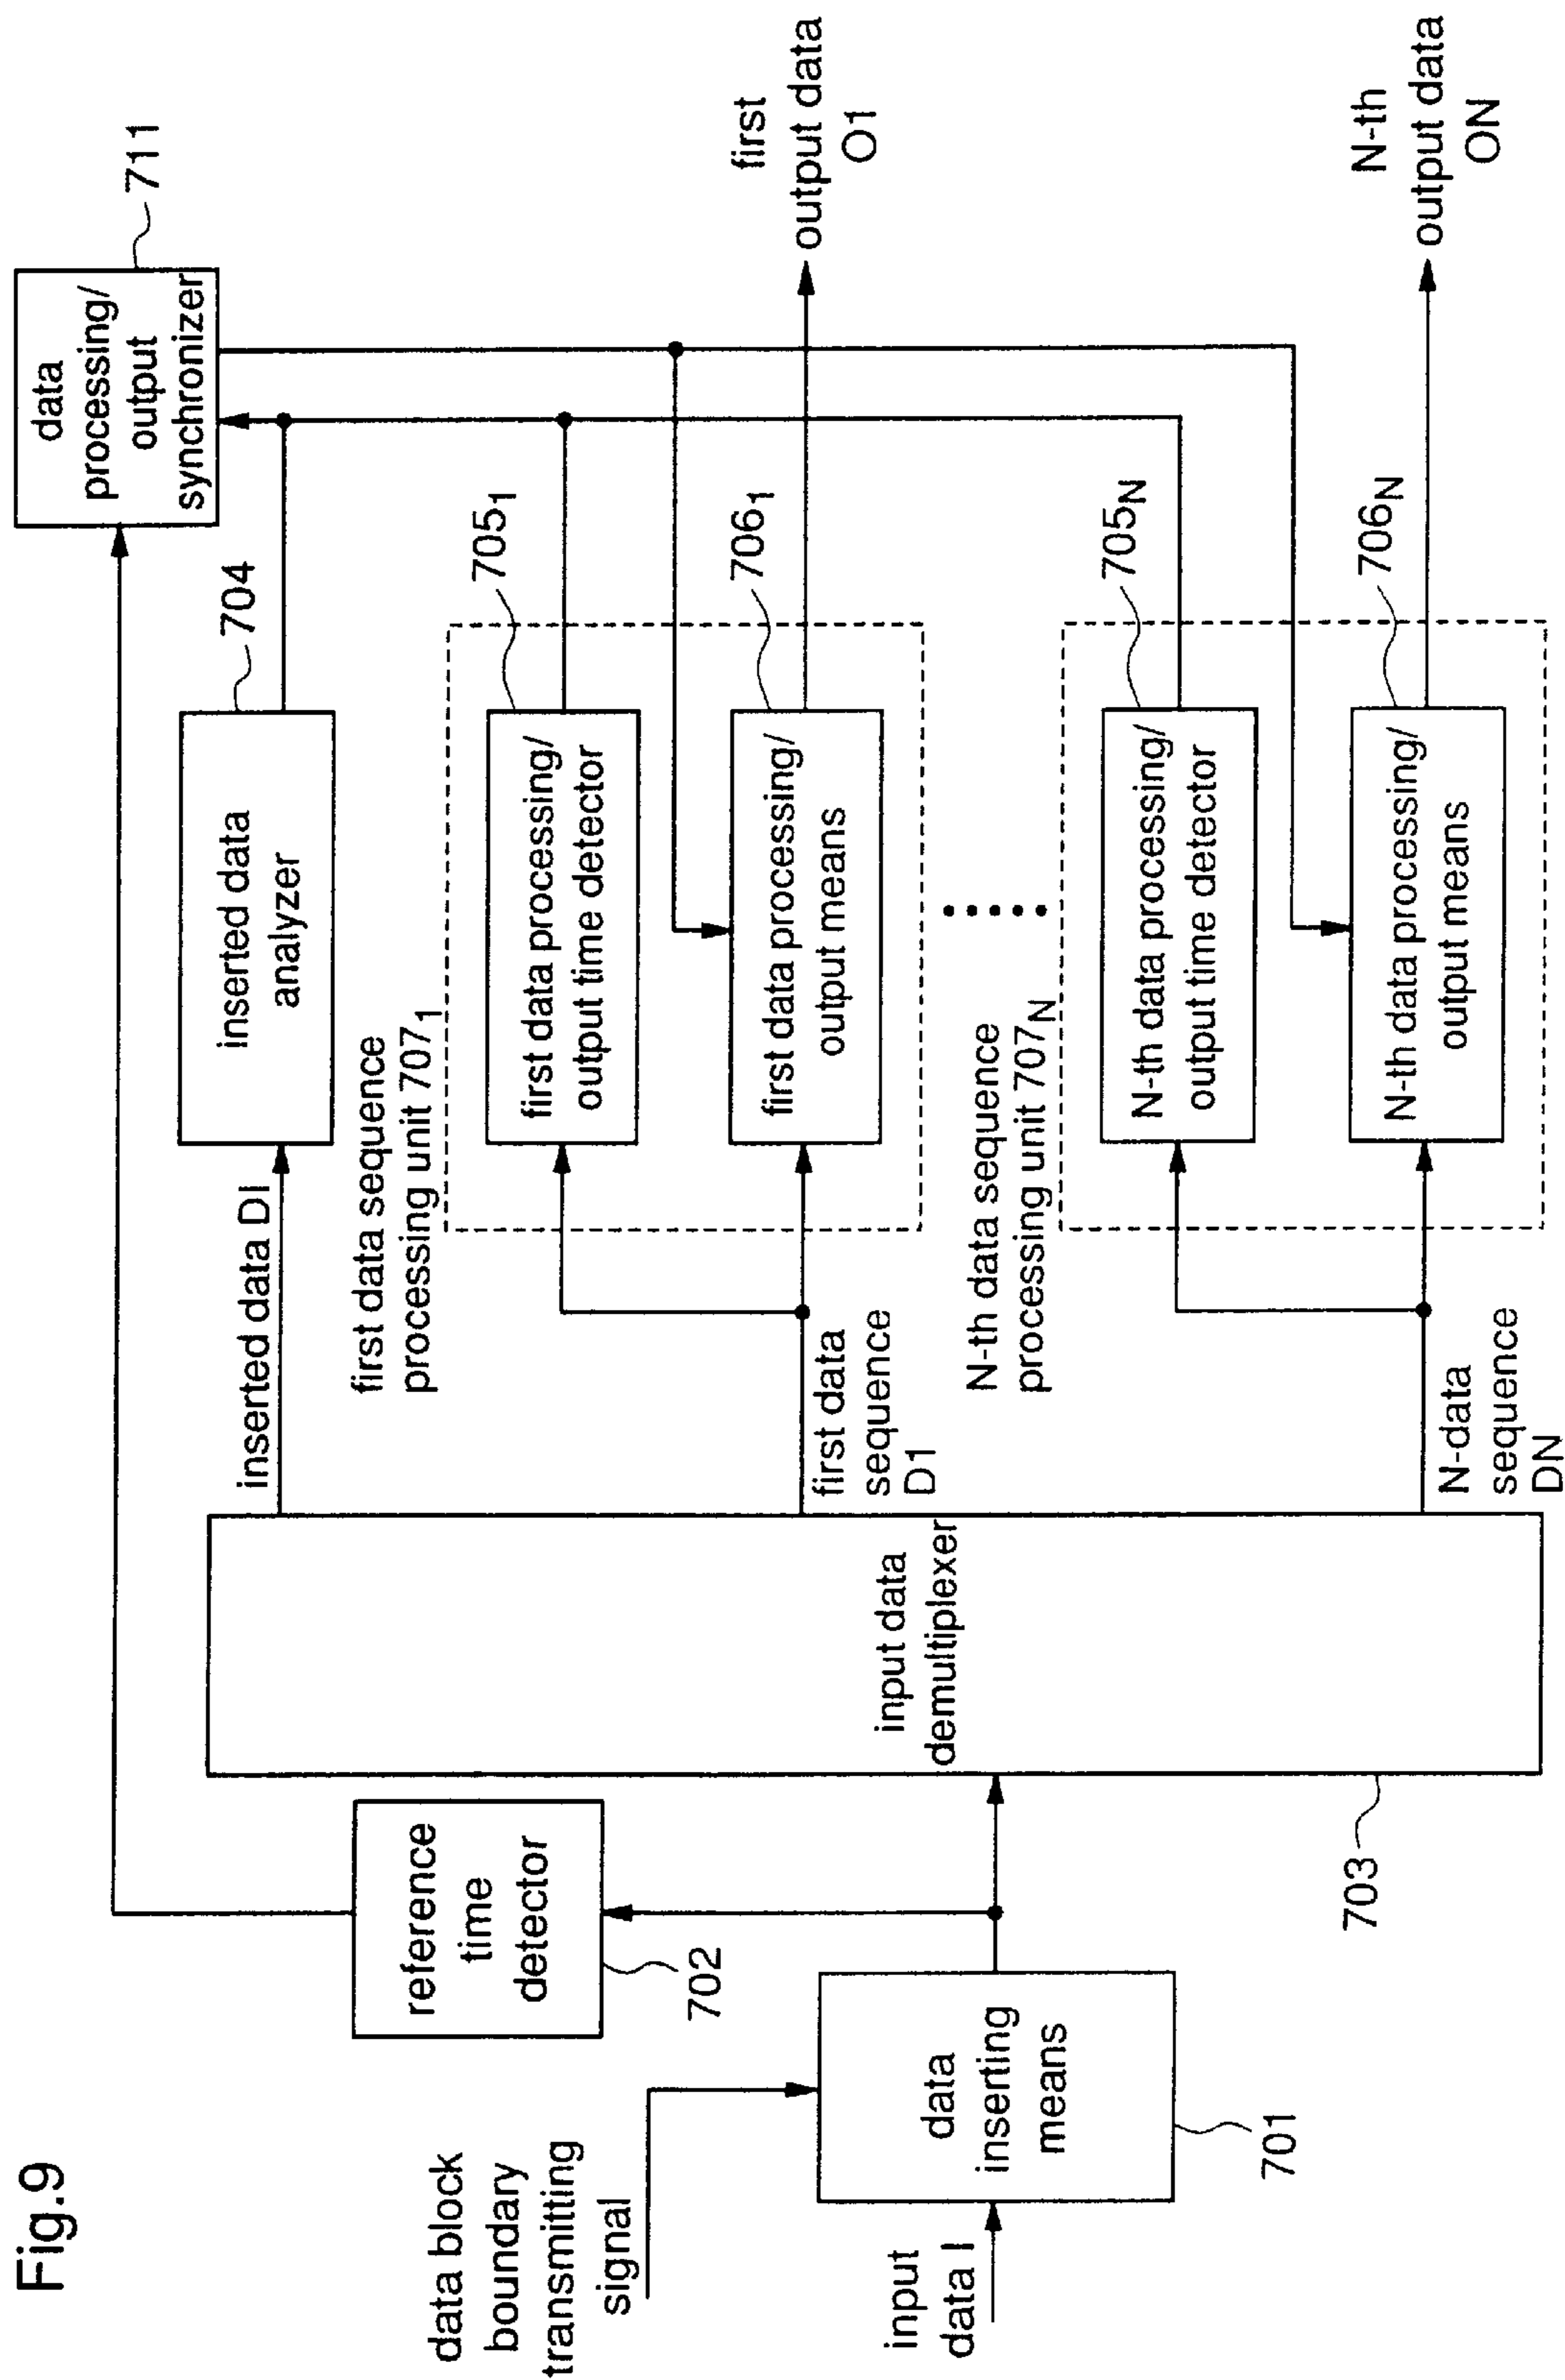 Fig.9
data block
boundary
transmitting
signal
input
data I
data
inserting
means
701
reference
time
detector
702
input data
demultiplexer
703
inserted data DI
inserted data
analyzer
704
data
processing/
output
synchronizer
711
first data sequence
processing unit 707₁
first data
sequence
D1
first data processing/
output time detector
705₁
first data processing/
output means
706₁
first
output data
O1
N-th data sequence
processing unit 707N
N-data
sequence
DN
N-th data processing/
output time detector
705N
N-th data processing/
output means
706N
N-th
output data
ON